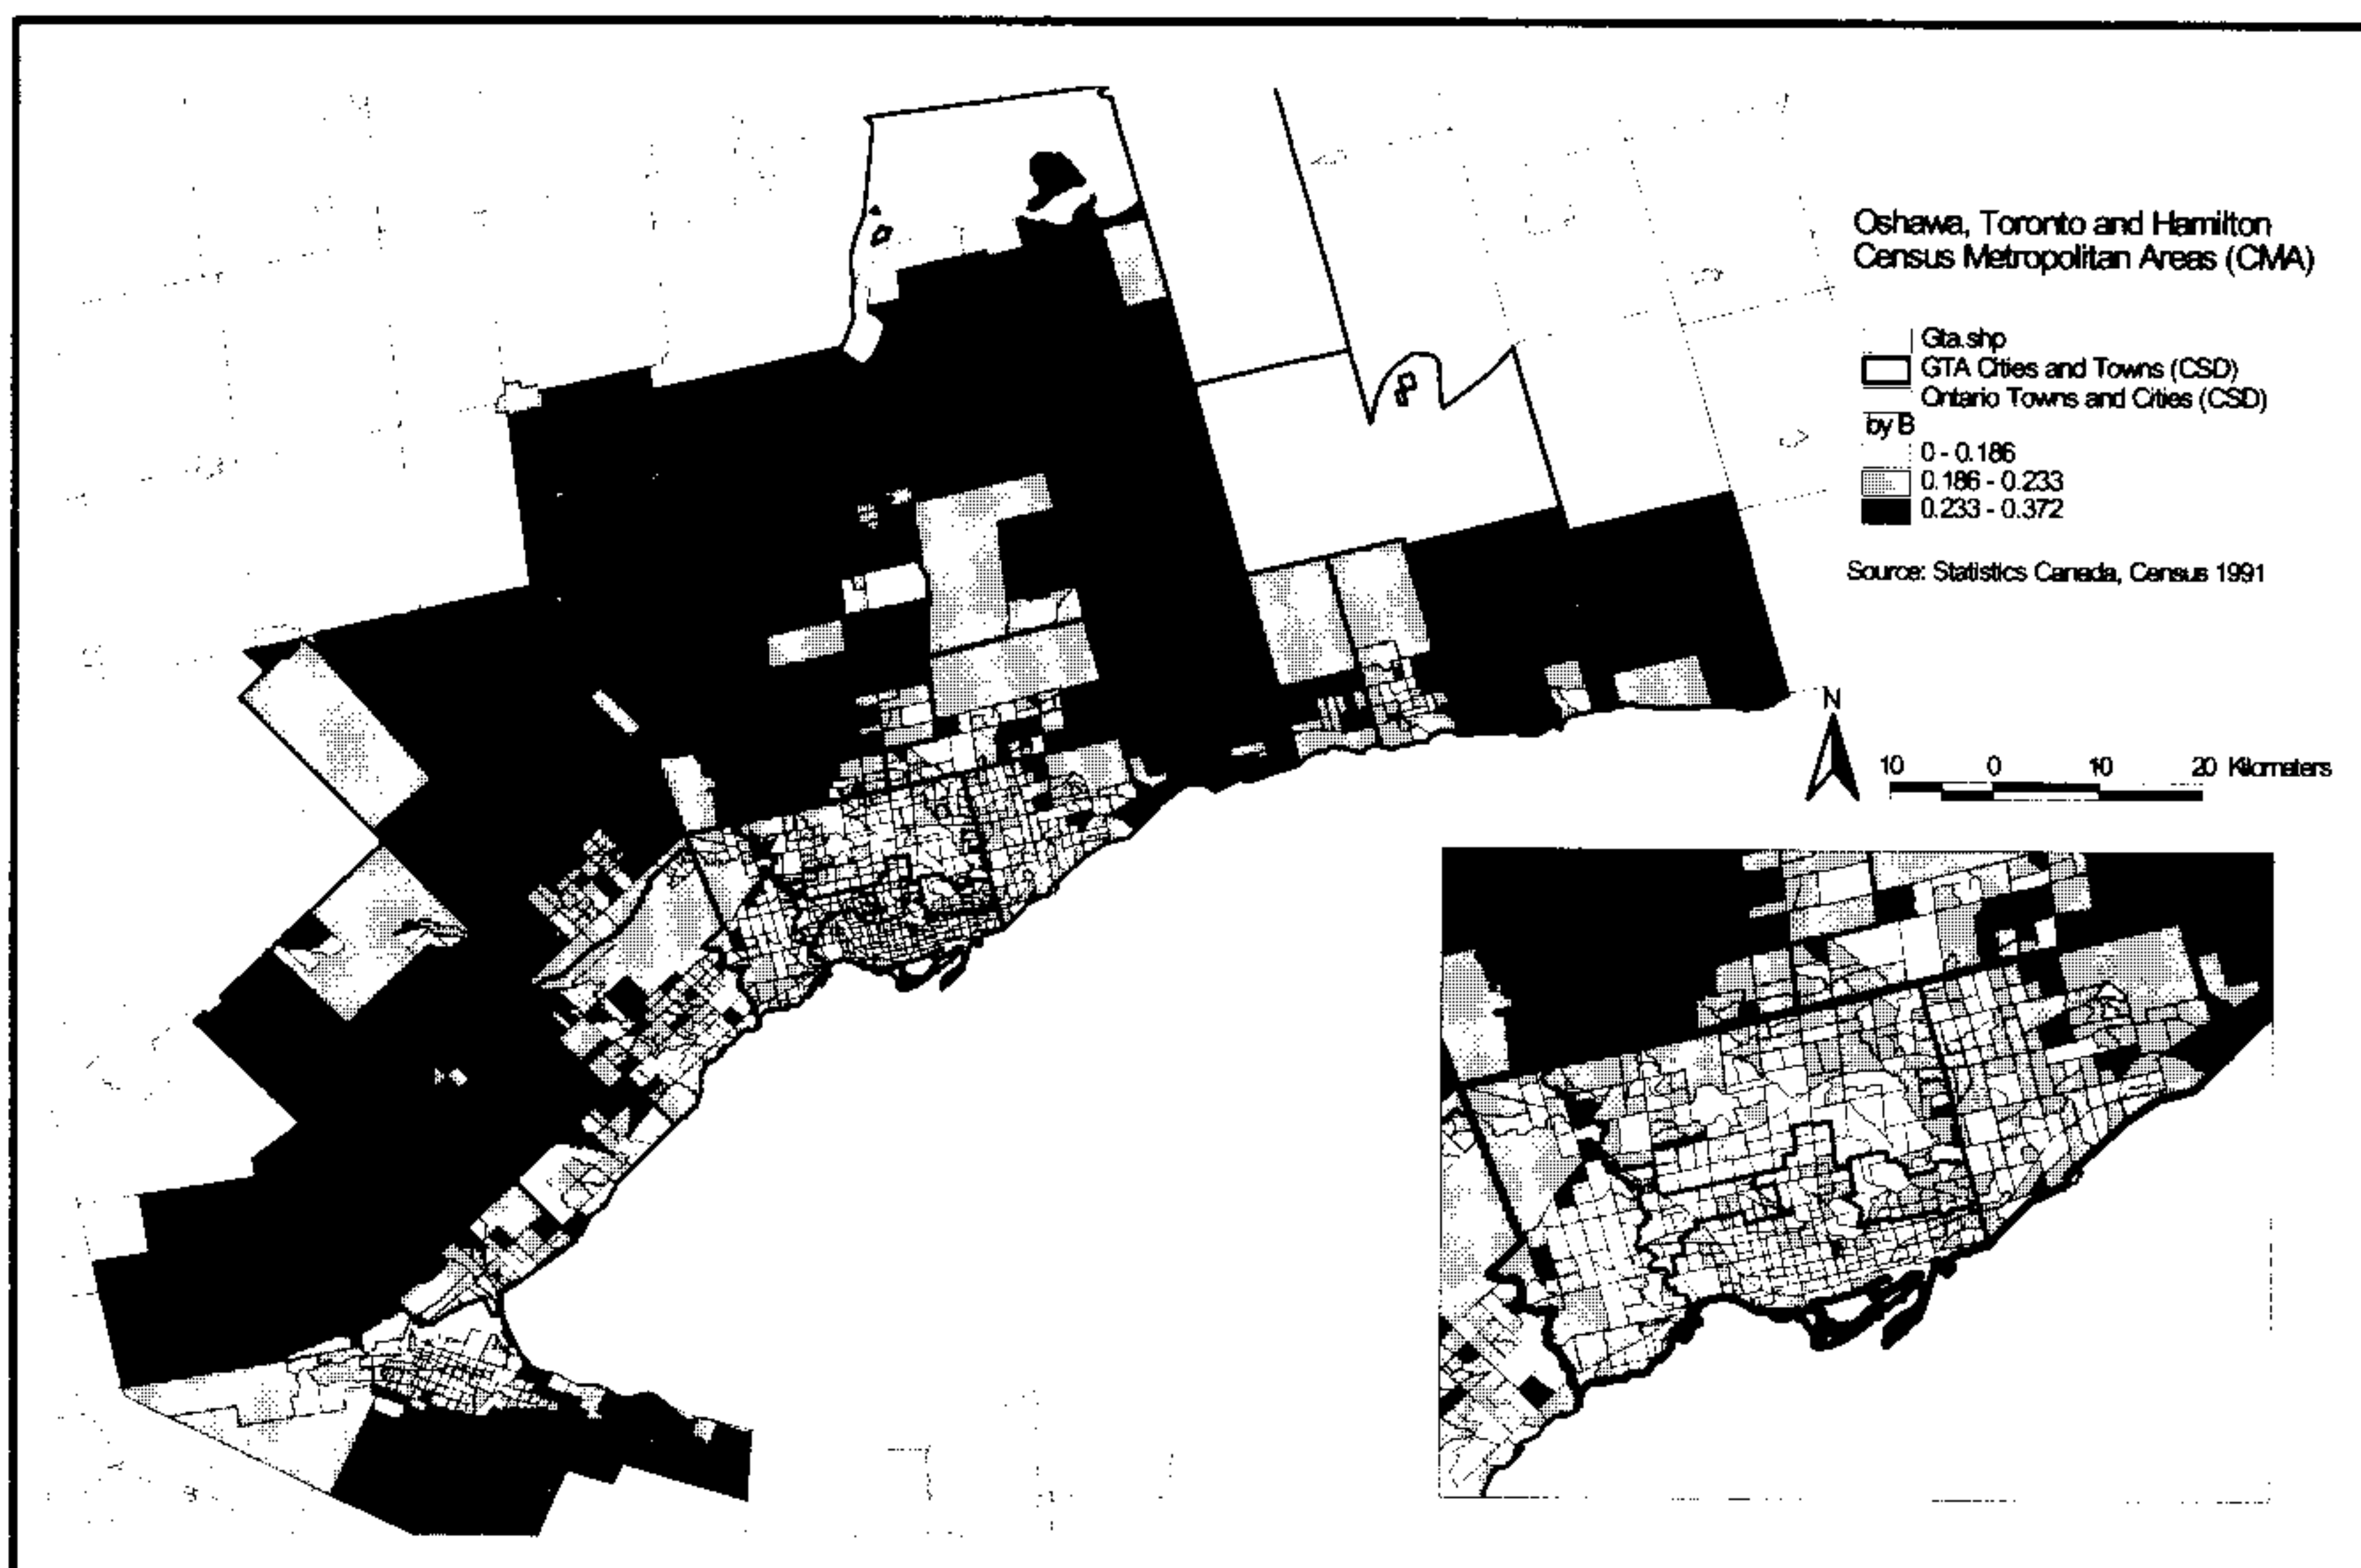 Oshawa, Toronto and Hamilton
Census Metropolitan Areas (CMA)
Gta.shp
GTA Cities and Towns (CSD)
Ontario Towns and Cities (CSD)
by B
0 - 0.186
0.186 - 0.233
0.233 - 0.372
Source: Statistics Canada, Census 1991
N
10 0 10 20 Kilometers